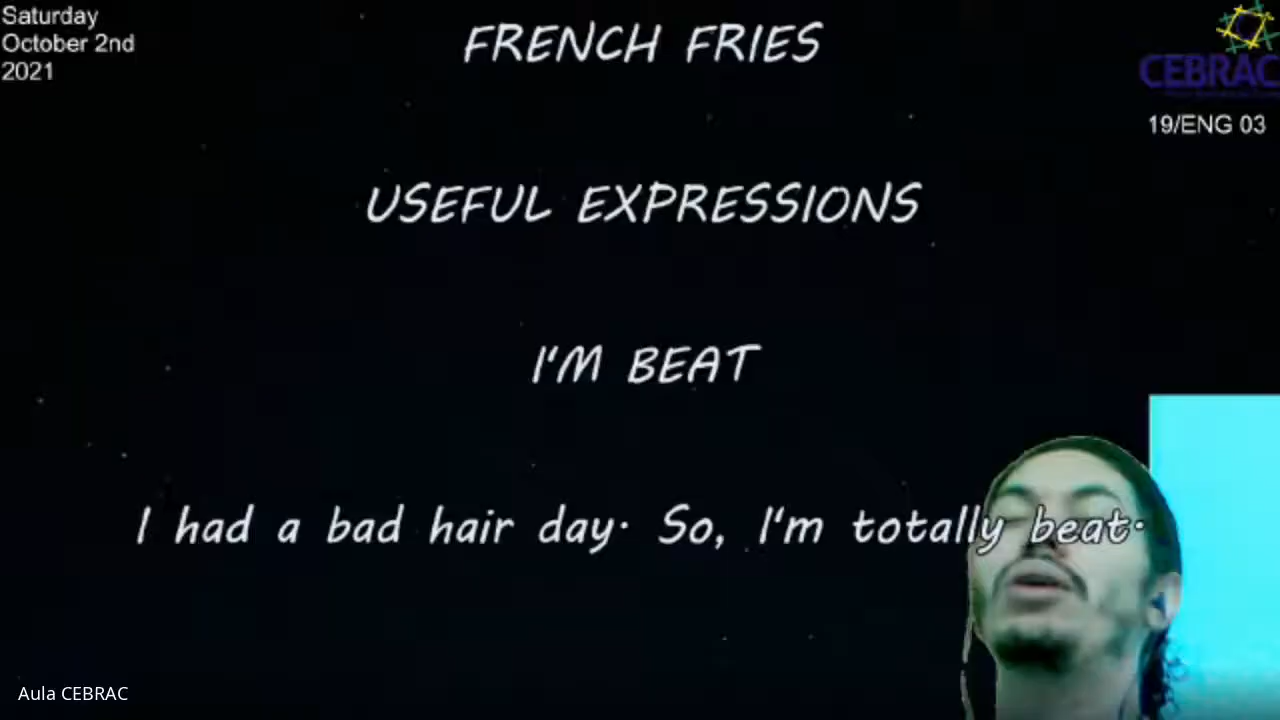 Saturday
October 2nd
2021
FRENCH FRIES
CEBRAC
19/ENG 03
USEFUL EXPRESSIONS
I'M BEAT
I had a bad hair day. So, I'm totally beat.
Aula CEBRAC